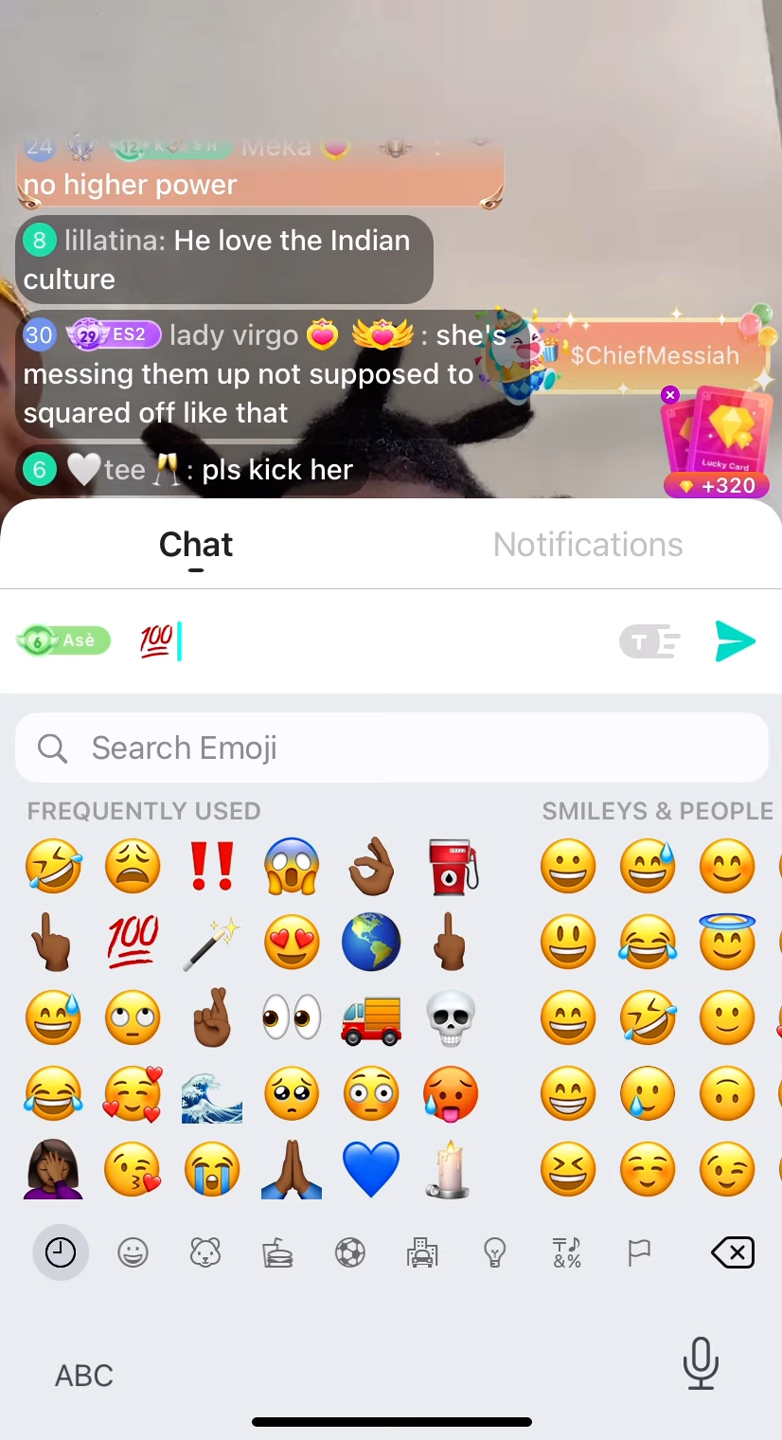 24 12 Meka :
no higher power
8 lillatina: He love the Indian
culture
30 29 ES2 lady virgo : she's
messing them up not supposed to
squared off like that
$ChiefMessiah
Lucky Card
+320
6 🤍tee🥂: pls kick her
Chat Notifications
6 Asè 💯 T
Search Emoji
FREQUENTLY USED SMILEYS & PEOPLE
ABC